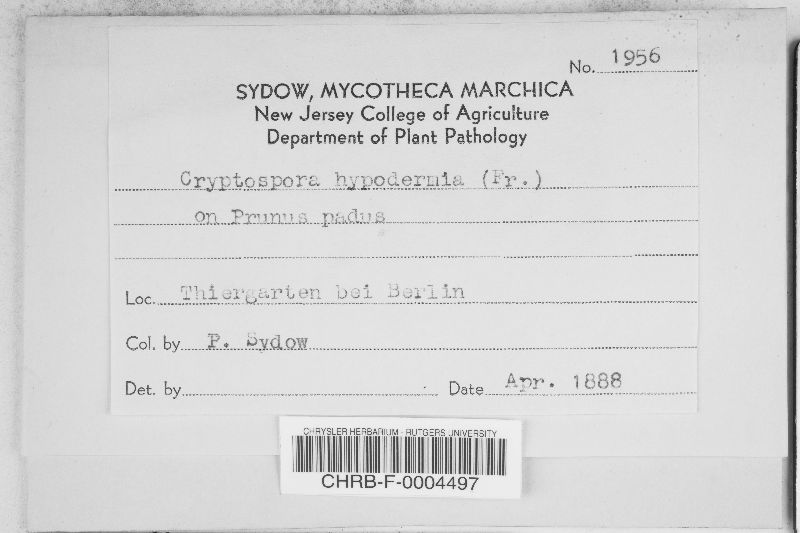 No. 1956
SYDOW, MYCOTHECA MARCHICA
New Jersey College of Agriculture
Department of Plant Pathology
Cryptospora hypodermia (Fr.)
on Prunus padus
Loc. Thiergarten bei Berlin
Col. by P. Sydow
Det. by Date Apr. 1888
CHRYSLER HERBARIUM - RUTGERS UNIVERSITY
CHRB-F-0004497